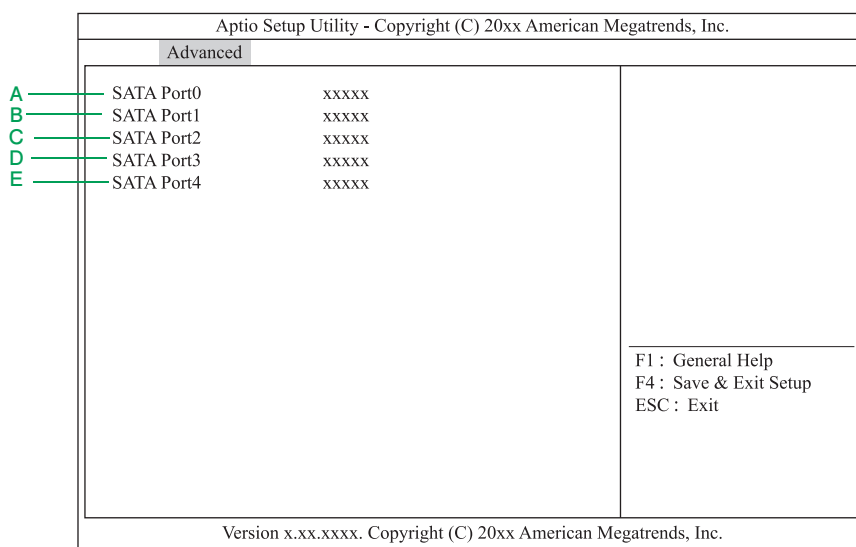 Aptio Setup Utility - Copyright (C) 20xx American Megatrends, Inc.
Advanced
A SATA Port0 xxxxx
B SATA Port1 xxxxx
C SATA Port2 xxxxx
D SATA Port3 xxxxx
E SATA Port4 xxxxx
F1 : General Help
F4 : Save & Exit Setup
ESC : Exit
Version x.xx.xxxx. Copyright (C) 20xx American Megatrends, Inc.